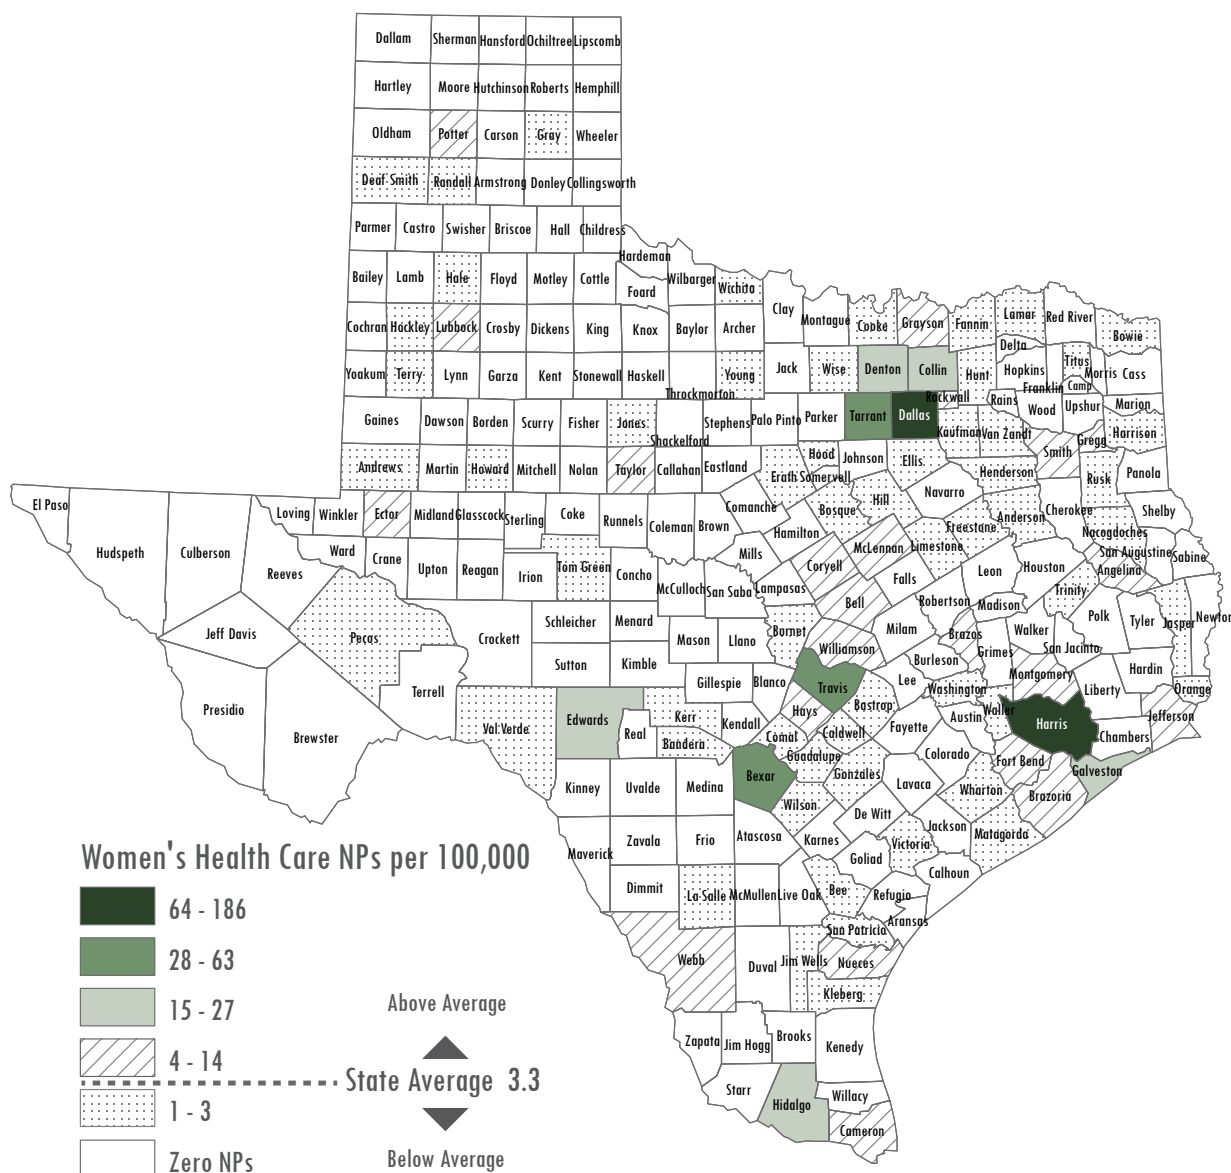 Dallam Sherman Hansford Ochiltree Lipscomb
Hartley Moore Hutchinson Roberts Hemphill
Oldham Potter Carson Gray Wheeler
Deaf Smith Randall Armstrong Donley Collingsworth
Parmer Castro Swisher Briscoe Hall Childress
Hardeman
Bailey Lamb Hale Floyd Motley Cottle Foard Wilbarger Wichita
Clay Montague Cooke Grayson Fannin Lamar Red River Bowie
Cochran Hockley Lubbock Crosby Dickens King Knox Baylor Archer
Delta Titus Morris Cass
Yoakum Terry Lynn Garza Kent Stonewall Haskell Throckmorton Young Jack Wise Denton Collin Hunt Hopkins Franklin Camp
Rockwall Rains Wood Upshur Marion
Gaines Dawson Borden Scurry Fisher Jones Shackelford Stephens Palo Pinto Parker Tarrant Dallas Kaufman Van Zandt Gregg Harrison
Smith
Andrews Martin Howard Mitchell Nolan Taylor Callahan Eastland Erath Hood Somervell Johnson Ellis Henderson Rusk Panola
El Paso Hudspeth Culberson Reeves Loving Winkler Ector Midland Glasscock Sterling Coke Runnels Coleman Brown Comanche Bosque Hill Navarro Freestone Anderson Cherokee Shelby
Nacogdoches
Ward Crane Upton Reagan Irion Tom Green Concho Mills Hamilton McLennan Limestone San Augustine Sabine
McCulloch San Saba Lampasas Coryell Bell Falls Leon Houston Angelina
Jeff Davis Pecos Crockett Schleicher Menard Mason Llano Burnet Williamson Milam Robertson Madison Trinity Polk Tyler Jasper Newton
Brazos Walker San Jacinto Grimes
Presidio Brewster Terrell Sutton Kimble Gillespie Blanco Travis Burleson Lee Washington Montgomery Hardin Liberty Orange
Val Verde Edwards Real Kerr Bandera Kendall Hays Comal Caldwell Bastrop Fayette Austin Waller Harris Chambers Jefferson
Kinney Uvalde Medina Bexar Guadalupe Gonzales Colorado Lavaca Wharton Fort Bend Brazoria Galveston
Wilson De Witt Jackson Matagorda
Maverick Zavala Frio Atascosa Karnes Goliad Victoria Calhoun
Dimmit La Salle McMullen Live Oak Bee Refugio Aransas
San Patricio
Webb Duval Jim Wells Nueces
Kleberg
Zapata Jim Hogg Brooks Kenedy
Starr Hidalgo Willacy
Cameron
Women's Health Care NPs per 100,000
64 - 186
28 - 63
15 - 27
4 - 14
1 - 3
Zero NPs
Above Average
State Average 3.3
Below Average